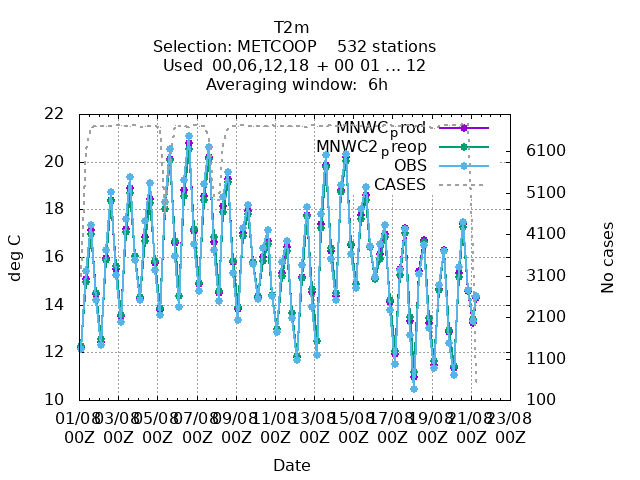 T2m
Selection: METCOOP 532 stations
Used 00,06,12,18 + 00 01 ... 12
Averaging window: 6h
MNWC_prod
MNWC2_preop
OBS
CASES
22
20
18
16
14
12
10
deg C
6100
5100
4100
3100
2100
1100
100
No cases
01/08 03/08 05/08 07/08 09/08 11/08 13/08 15/08 17/08 19/08 21/08 23/08
00Z 00Z 00Z 00Z 00Z 00Z 00Z 00Z 00Z 00Z 00Z 00Z
Date